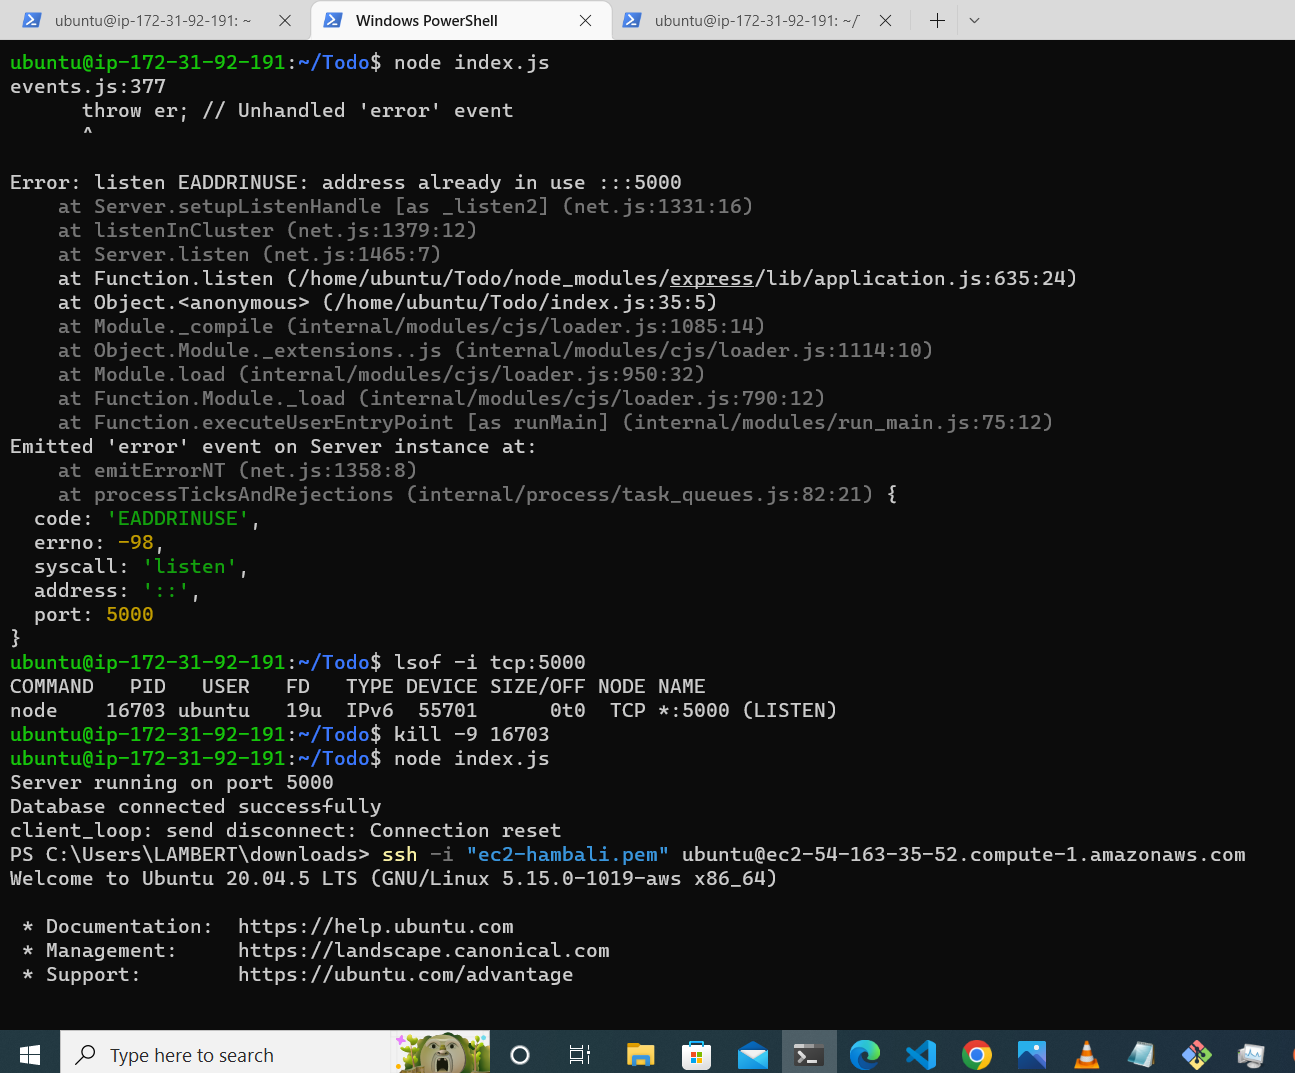 ubuntu@ip-172-31-92-191: ~
Windows PowerShell
ubuntu@ip-172-31-92-191: ~/
ubuntu@ip-172-31-92-191:~/Todo$ node index.js
events.js:377
      throw er; // Unhandled 'error' event
      ^
Error: listen EADDRINUSE: address already in use :::5000
    at Server.setupListenHandle [as _listen2] (net.js:1331:16)
    at listenInCluster (net.js:1379:12)
    at Server.listen (net.js:1465:7)
    at Function.listen (/home/ubuntu/Todo/node_modules/express/lib/application.js:635:24)
    at Object.<anonymous> (/home/ubuntu/Todo/index.js:35:5)
    at Module._compile (internal/modules/cjs/loader.js:1085:14)
    at Object.Module._extensions..js (internal/modules/cjs/loader.js:1114:10)
    at Module.load (internal/modules/cjs/loader.js:950:32)
    at Function.Module._load (internal/modules/cjs/loader.js:790:12)
    at Function.executeUserEntryPoint [as runMain] (internal/modules/run_main.js:75:12)
Emitted 'error' event on Server instance at:
    at emitErrorNT (net.js:1358:8)
    at processTicksAndRejections (internal/process/task_queues.js:82:21) {
  code: 'EADDRINUSE',
  errno: -98,
  syscall: 'listen',
  address: '::',
  port: 5000
}
ubuntu@ip-172-31-92-191:~/Todo$ lsof -i tcp:5000
COMMAND   PID   USER   FD   TYPE DEVICE SIZE/OFF NODE NAME
node    16703 ubuntu   19u  IPv6  55701      0t0  TCP *:5000 (LISTEN)
ubuntu@ip-172-31-92-191:~/Todo$ kill -9 16703
ubuntu@ip-172-31-92-191:~/Todo$ node index.js
Server running on port 5000
Database connected successfully
client_loop: send disconnect: Connection reset
PS C:\Users\LAMBERT\downloads> ssh -i "ec2-hambali.pem" ubuntu@ec2-54-163-35-52.compute-1.amazonaws.com
Welcome to Ubuntu 20.04.5 LTS (GNU/Linux 5.15.0-1019-aws x86_64)
 * Documentation:  https://help.ubuntu.com
 * Management:     https://landscape.canonical.com
 * Support:        https://ubuntu.com/advantage
Type here to search